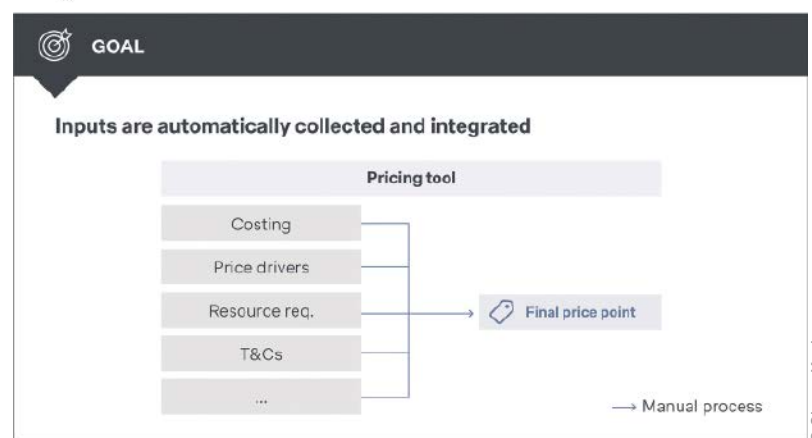 GOAL
Inputs are automatically collected and integrated
Pricing tool
Costing
Price drivers
Resource req.
Final price point
T&Cs
...
Manual process